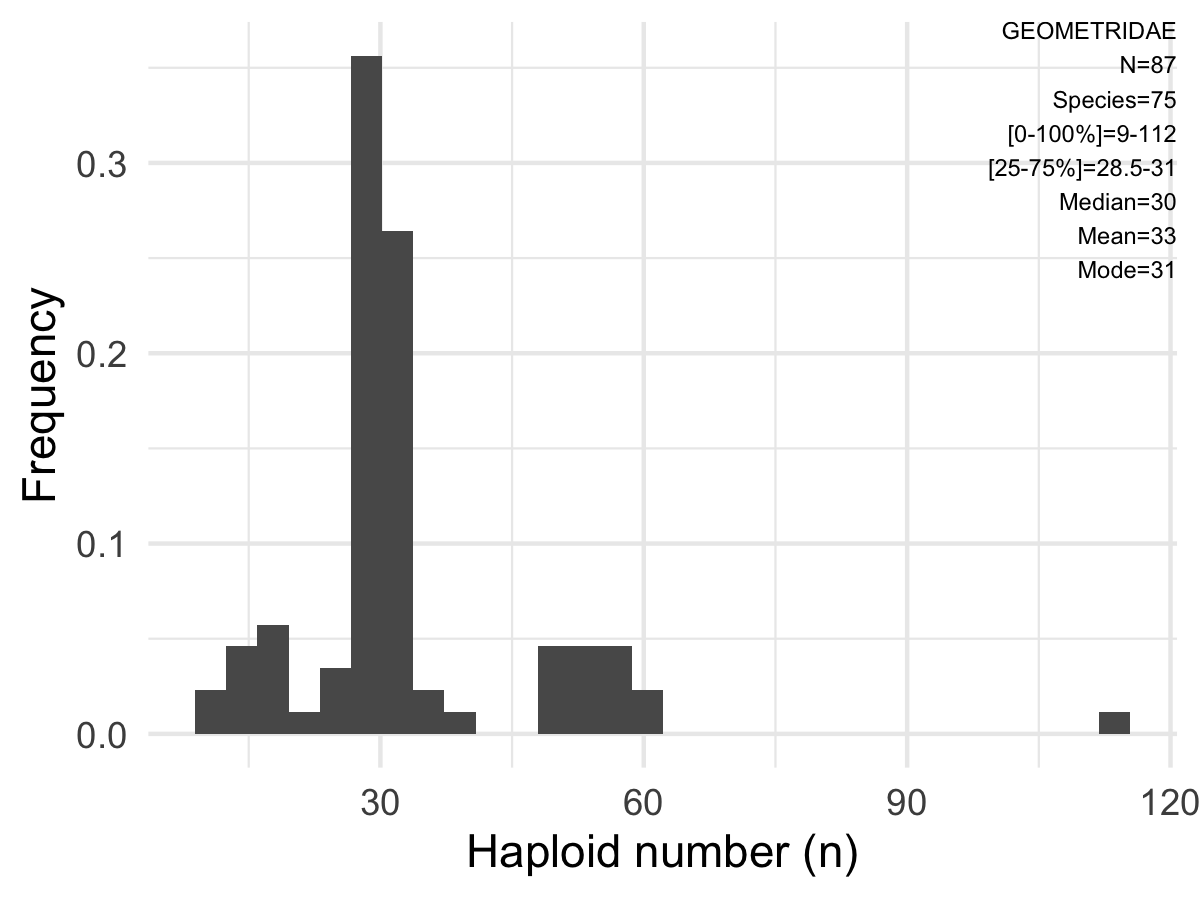 GEOMETRIDAE
N=87
Species=75
[0-100%]=9-112
[25-75%]=28.5-31
Median=30
Mean=33
Mode=31
Frequency
0.3
0.2
0.1
0.0
30 60 90 120
Haploid number (n)